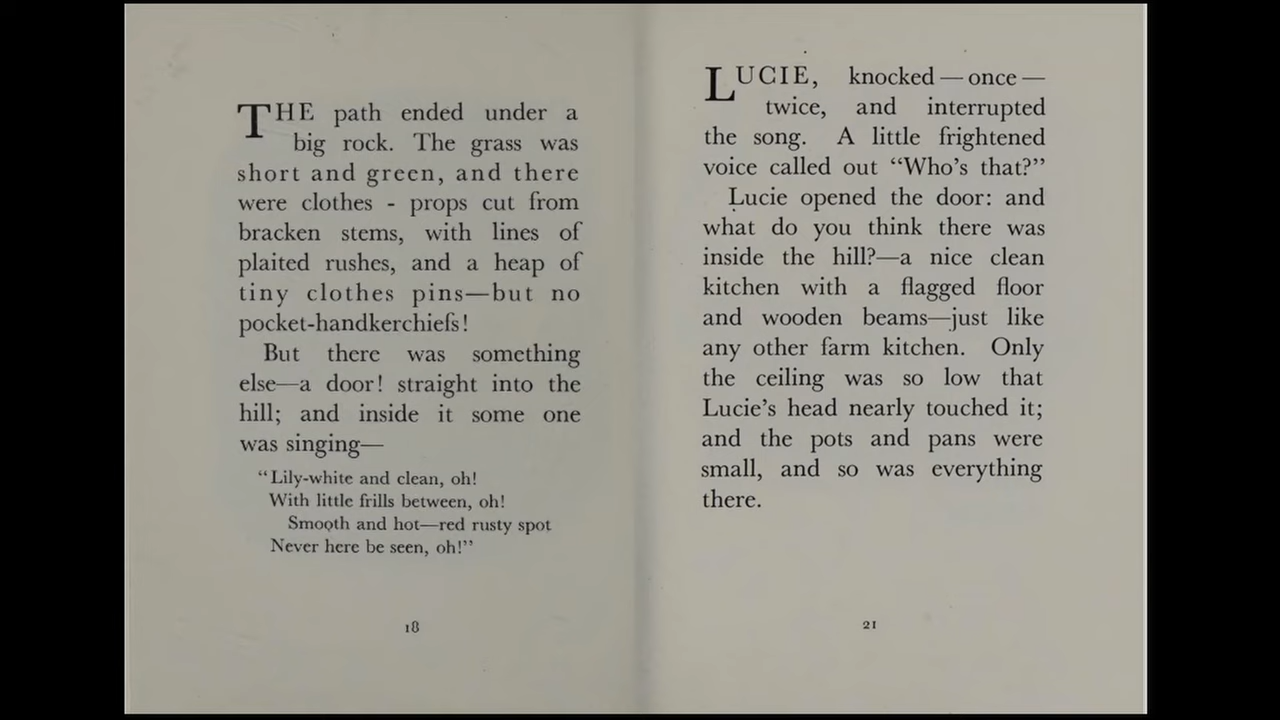 THE path ended under a
big rock. The grass was
short and green, and there
were clothes - props cut from
bracken stems, with lines of
plaited rushes, and a heap of
tiny clothes pins—but no
pocket-handkerchiefs!
But there was something
else—a door! straight into the
hill; and inside it some one
was singing—
“Lily-white and clean, oh!
With little frills between, oh!
Smooth and hot—red rusty spot
Never here be seen, oh!”
18
LUCIE, knocked—once—
twice, and interrupted
the song. A little frightened
voice called out “Who’s that?”
Lucie opened the door: and
what do you think there was
inside the hill?—a nice clean
kitchen with a flagged floor
and wooden beams—just like
any other farm kitchen. Only
the ceiling was so low that
Lucie’s head nearly touched it;
and the pots and pans were
small, and so was everything
there.
21